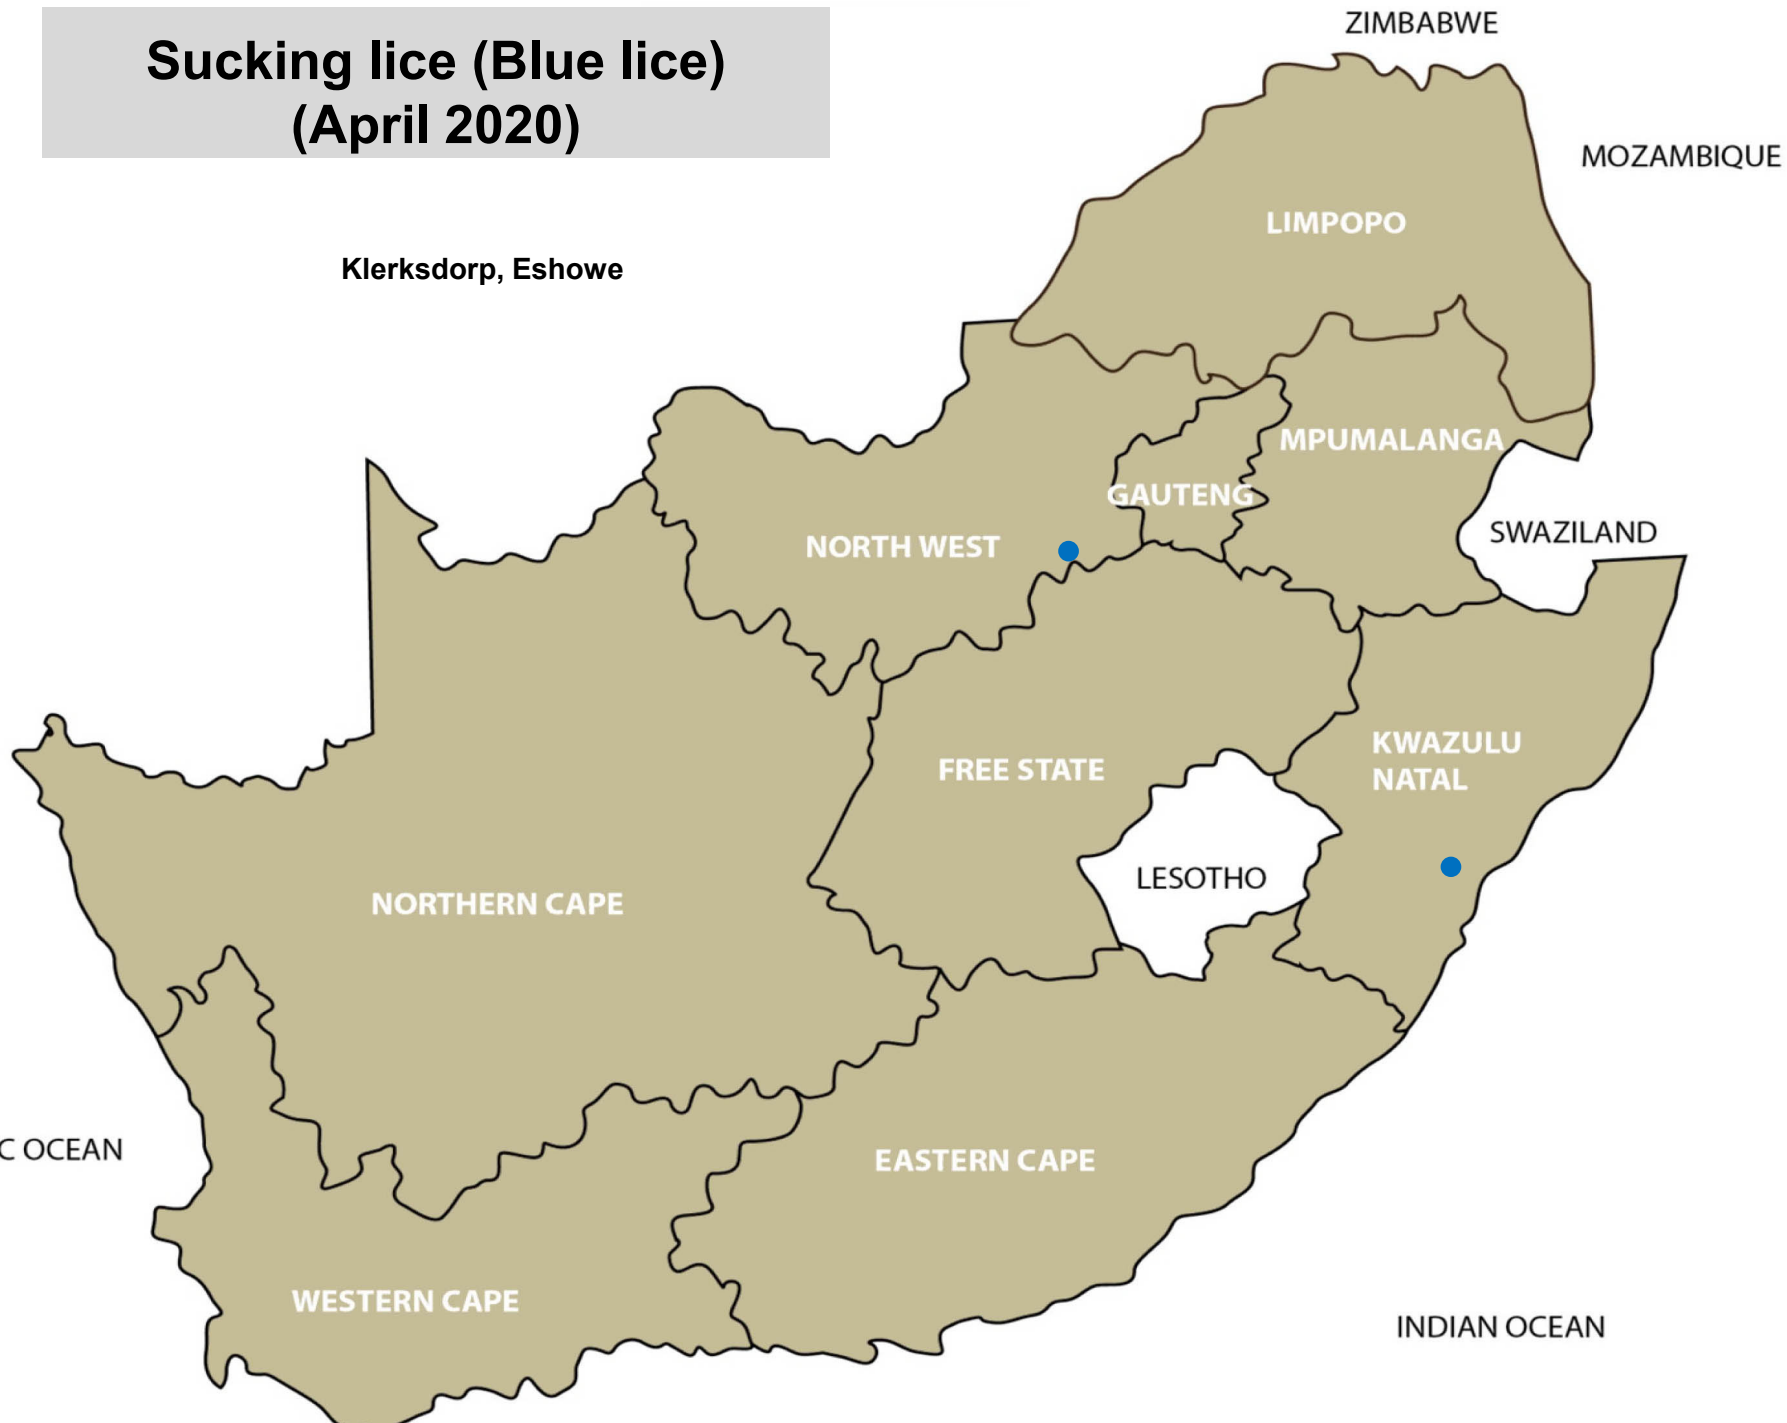 Sucking lice (Blue lice)
(April 2020)
ZIMBABWE
MOZAMBIQUE
LIMPOPO
Klerksdorp, Eshowe
MPUMALANGA
GAUTENG
SWAZILAND
NORTH WEST
KWAZULU
NATAL
FREE STATE
LESOTHO
NORTHERN CAPE
C OCEAN
EASTERN CAPE
WESTERN CAPE
INDIAN OCEAN